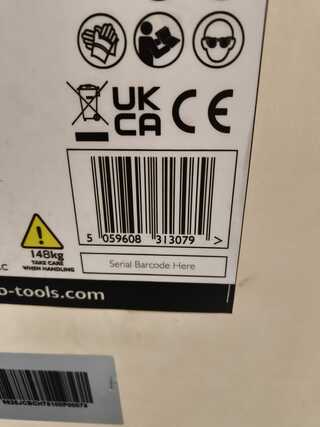 UK
CA CE
5 059608 313079 >
148kg
TAKE CARE
WHEN HANDLING
Serial Barcode Here
o-tools.com